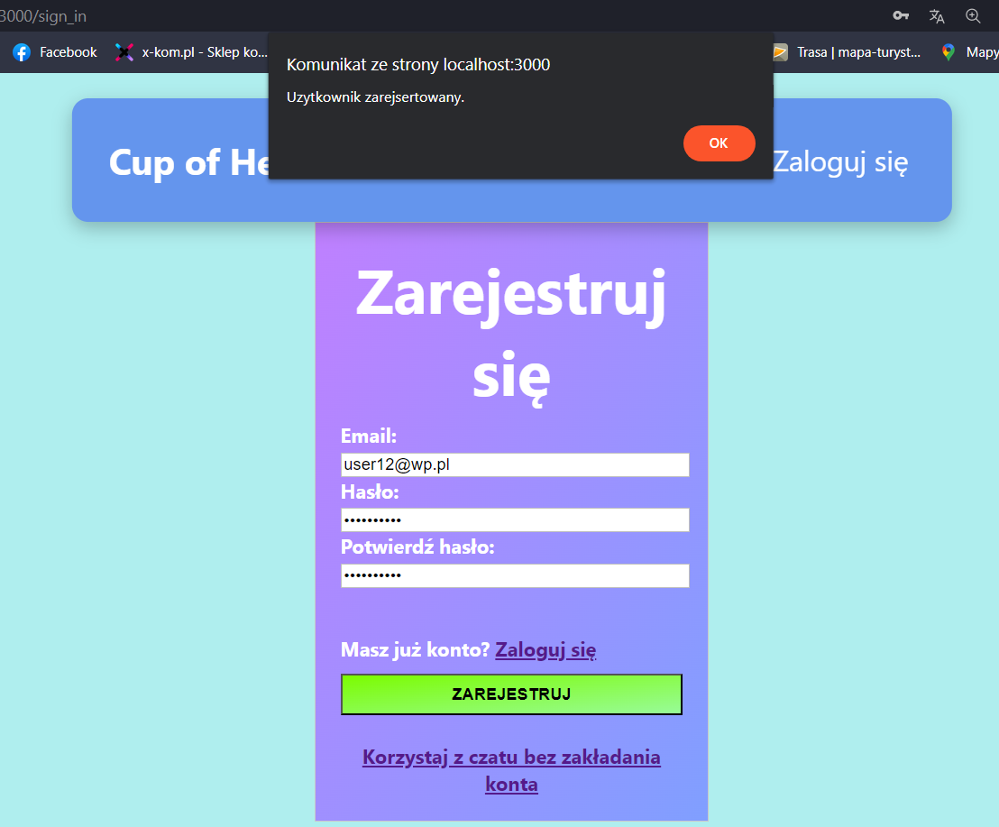 3000/sign_in
Facebook x-kom.pl - Sklep ko... Trasa | mapa-turyst... Mapy
Komunikat ze strony localhost:3000
Uzytkownik zarejsertowany.
OK
Cup of He Zaloguj się
Zarejestruj
się
Email:
user12@wp.pl
Hasło:
••••••••••
Potwierdź hasło:
••••••••••
Masz już konto? Zaloguj się
ZAREJESTRUJ
Korzystaj z czatu bez zakładania
konta